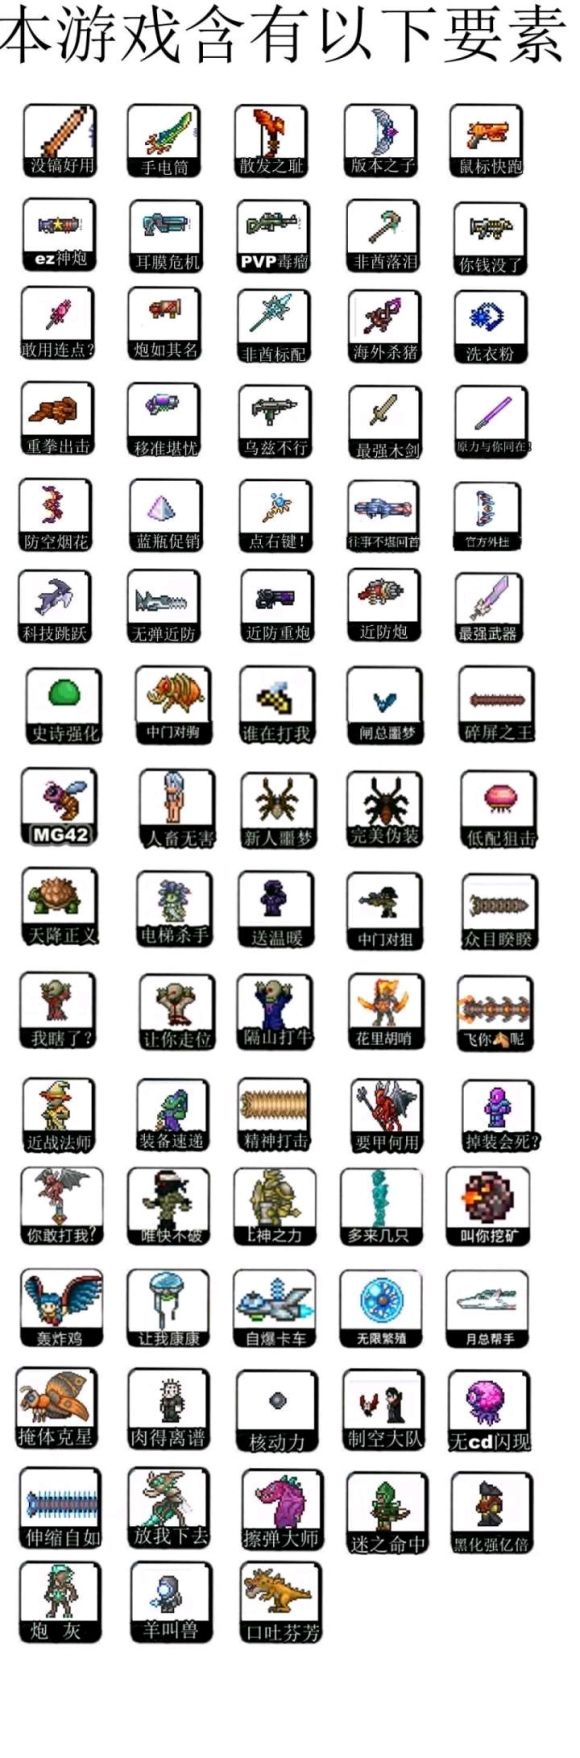 本游戏含有以下要素
没镐好用
手电筒
散发之耻
版本之子
鼠标快跑
ez神炮
耳膜危机
PVP毒瘤
非酋落泪
你钱没了
敢用连点?
炮如其名
非酋标配
海外杀猪
洗衣粉
重拳出击
移准堪忧
乌兹不行
最强木剑
原力与你同在!
防空烟花
蓝瓶促销
点右键!
往事不堪回首
官方外挂
科技跳跃
无弹近防
近防重炮
近防炮
最强武器
史诗强化
中门对驹
谁在打我
闸总噩梦
碎屏之王
MG42
人畜无害
新人噩梦
完美伪装
低配狙击
天降正义
电梯杀手
送温暖
中门对狙
众目睽睽
我瞎了?
让你走位
隔山打牛
花里胡哨
飞你🐴呢
近战法师
装备速递
精神打击
要甲何用
掉装会死?
你敢打我?
唯快不破
上神之力
多来几只
叫你挖矿
轰炸鸡
让我康康
自爆卡车
无限繁殖
月总帮手
掩体克星
肉得离谱
核动力
制空大队
无cd闪现
伸缩自如
放我下去
擦弹大师
迷之命中
黑化强亿倍
炮 灰
羊叫兽
口吐芬芳